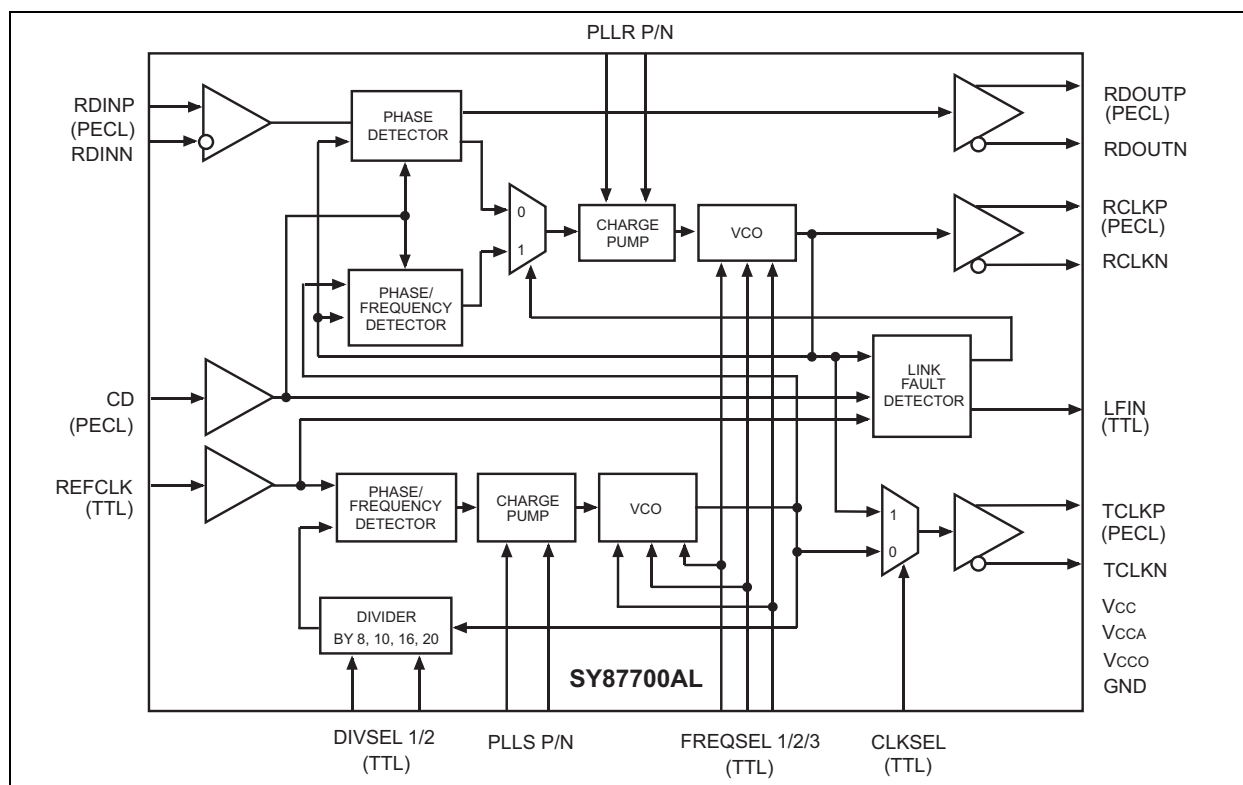 PLLR P/N
RDINP
(PECL)
RDINN
PHASE
DETECTOR
RDOUTP
(PECL)
RDOUTN
0
1
CHARGE
PUMP
VCO
RCLKP
(PECL)
RCLKN
PHASE/
FREQUENCY
DETECTOR
LINK
FAULT
DETECTOR
CD
(PECL)
LFIN
(TTL)
REFCLK
(TTL)
PHASE/
FREQUENCY
DETECTOR
CHARGE
PUMP
VCO
1
0
TCLKP
(PECL)
TCLKN
DIVIDER
BY 8, 10, 16, 20
VCC
VCCA
VCCO
GND
SY87700AL
DIVSEL 1/2
(TTL)
PLLS P/N
FREQSEL 1/2/3
(TTL)
CLKSEL
(TTL)